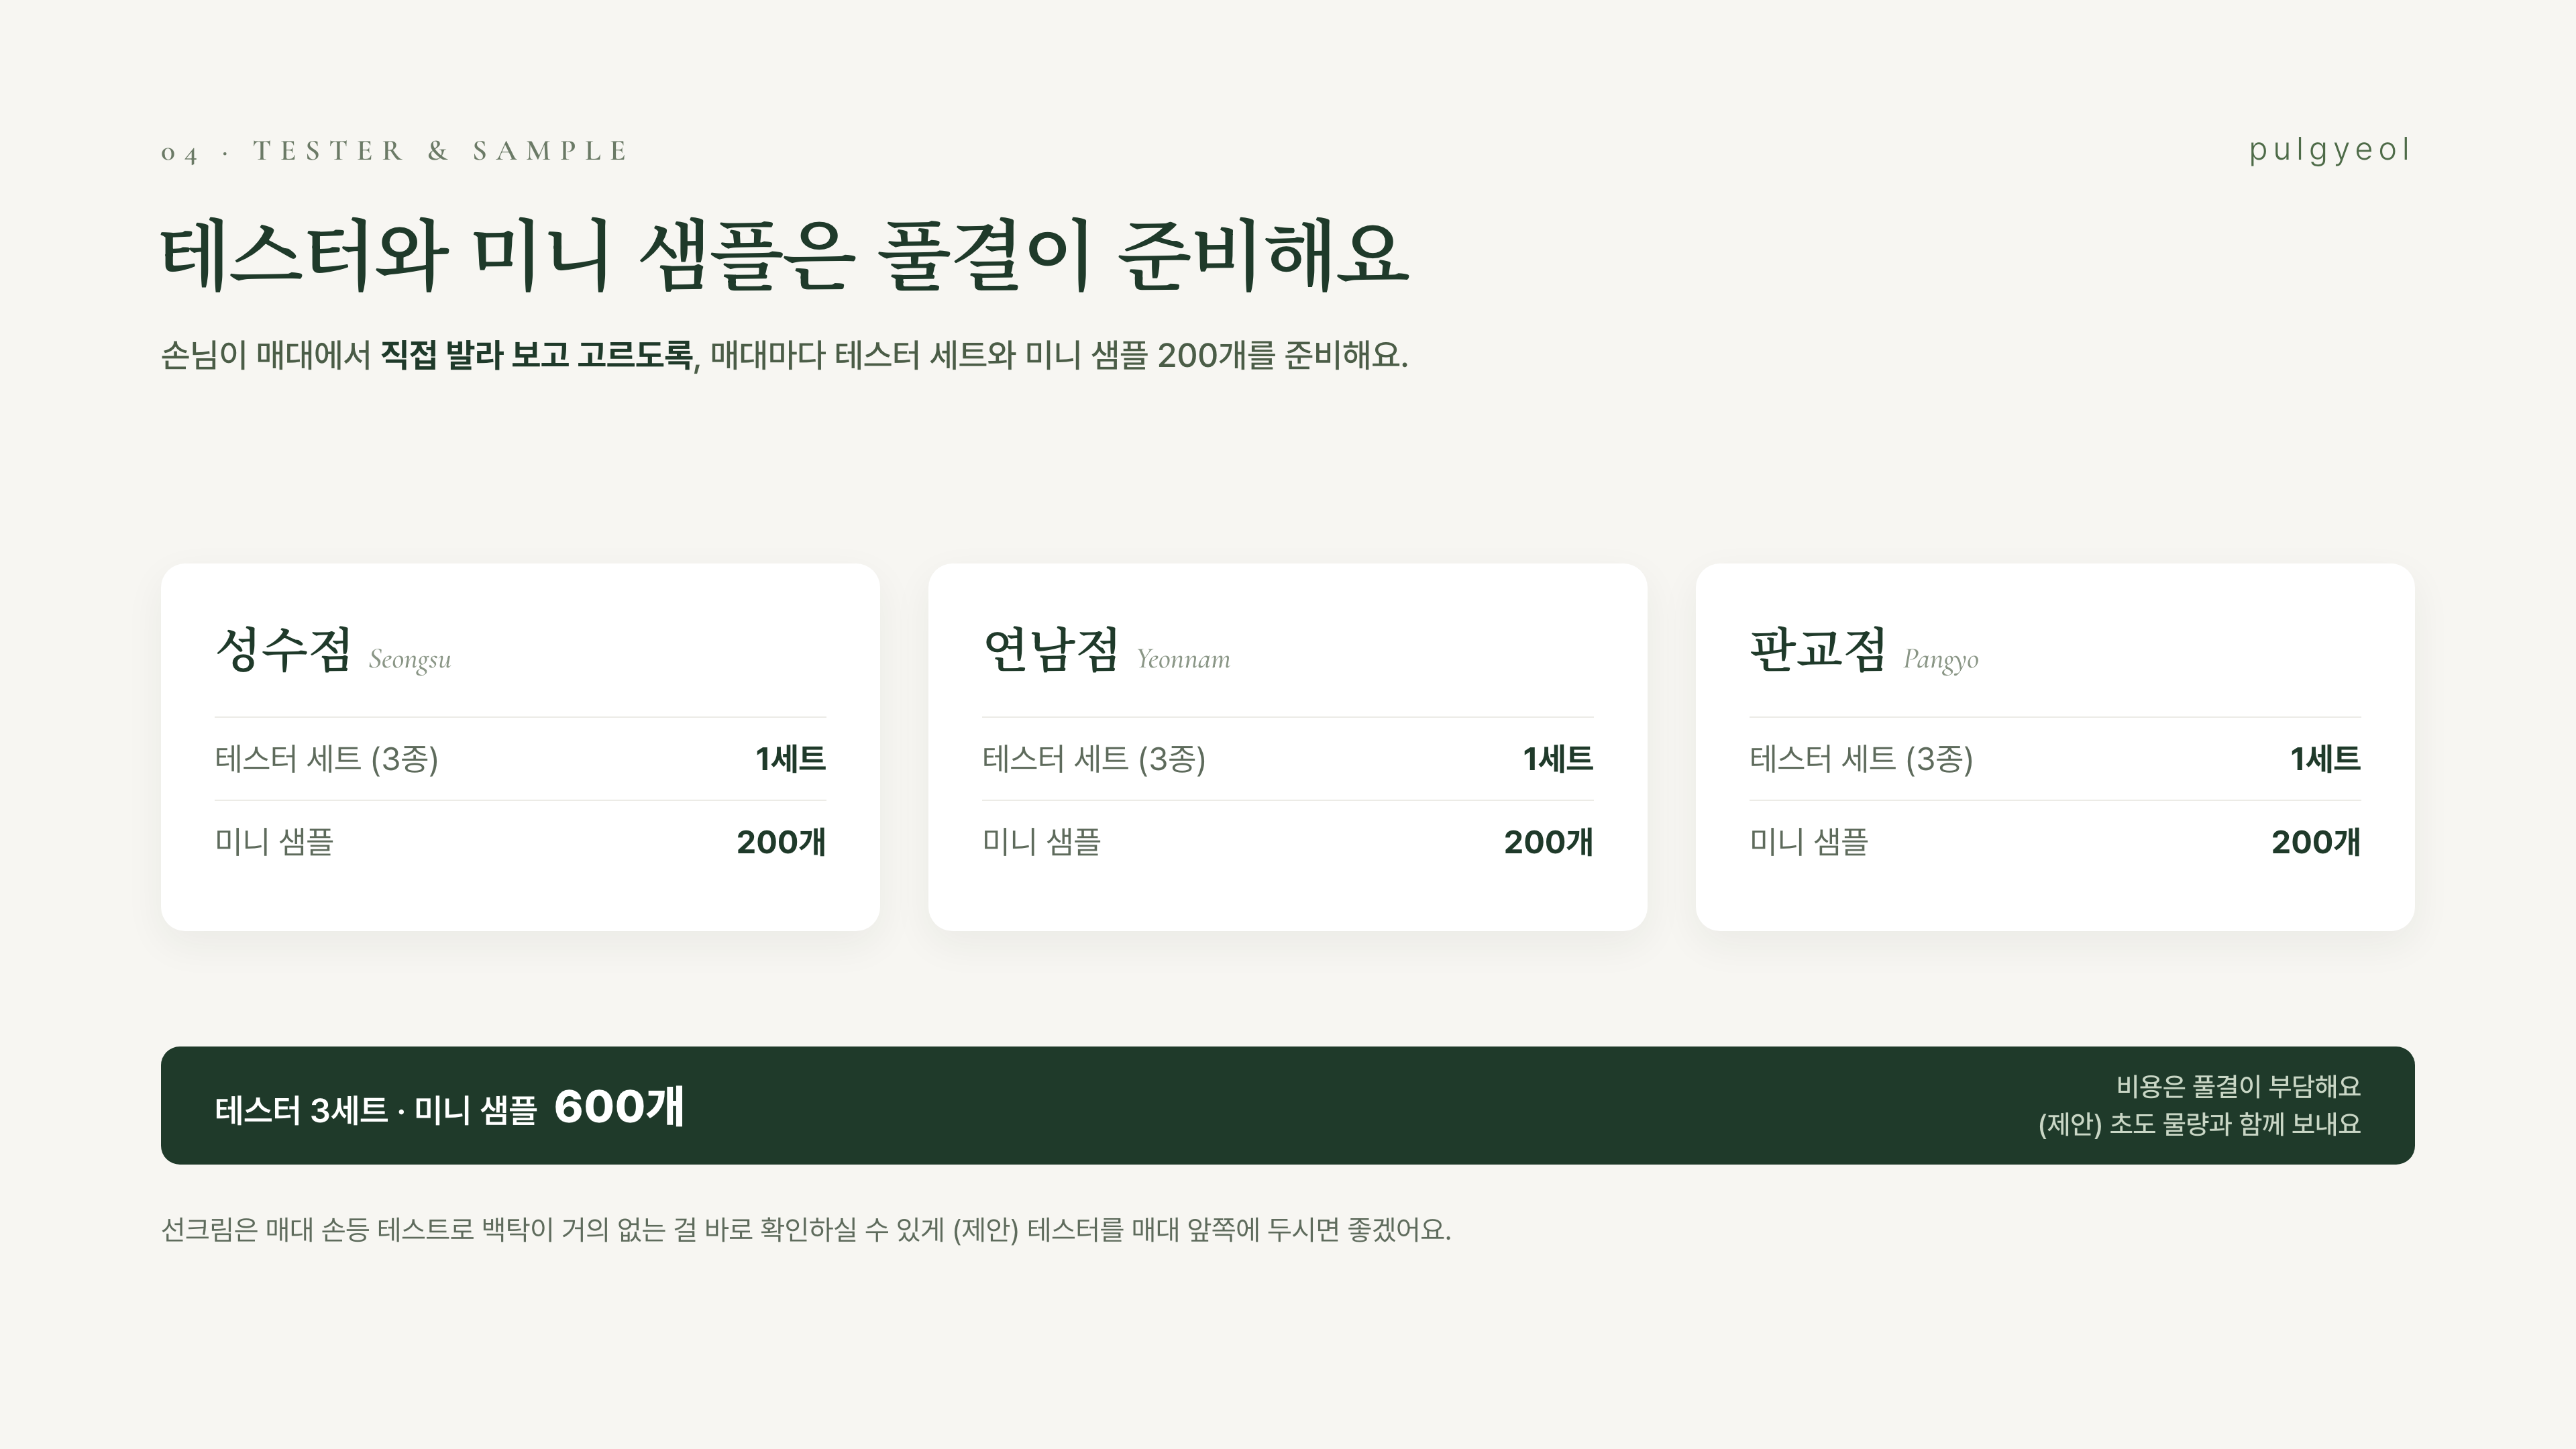 04 · TESTER & SAMPLE
pulgyeol
테스터와 미니 샘플은 풀결이 준비해요
손님이 매대에서 직접 발라 보고 고르도록, 매대마다 테스터 세트와 미니 샘플 200개를 준비해요.
성수점 Seongsu
테스터 세트 (3종) 1세트
미니 샘플 200개
연남점 Yeonnam
테스터 세트 (3종) 1세트
미니 샘플 200개
판교점 Pangyo
테스터 세트 (3종) 1세트
미니 샘플 200개
테스터 3세트 · 미니 샘플 600개
비용은 풀결이 부담해요
(제안) 초도 물량과 함께 보내요
선크림은 매대 손등 테스트로 백탁이 거의 없는 걸 바로 확인하실 수 있게 (제안) 테스터를 매대 앞쪽에 두시면 좋겠어요.